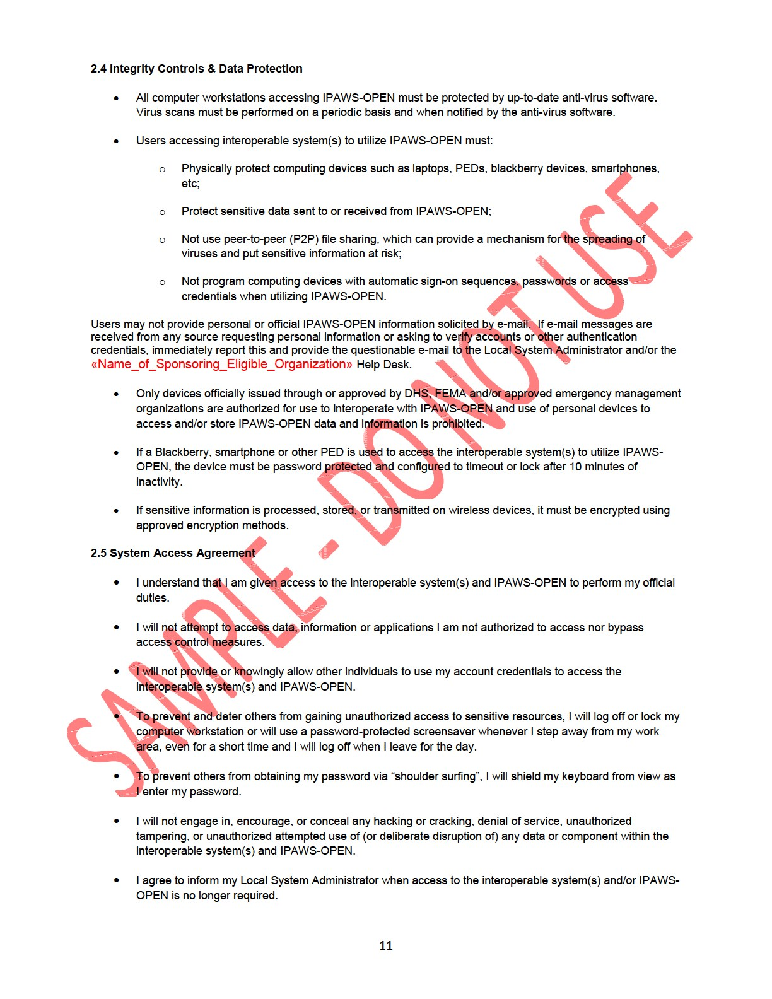 2.4 Integrity Controls & Data Protection
• All computer workstations accessing IPAWS-OPEN must be protected by up-to-date anti-virus software.
Virus scans must be performed on a periodic basis and when notified by the anti-virus software.
• Users accessing interoperable system(s) to utilize IPAWS-OPEN must:
o Physically protect computing devices such as laptops, PEDs, blackberry devices, smartphones,
etc;
o Protect sensitive data sent to or received from IPAWS-OPEN;
o Not use peer-to-peer (P2P) file sharing, which can provide a mechanism for the spreading of
viruses and put sensitive information at risk;
o Not program computing devices with automatic sign-on sequences, passwords or access
credentials when utilizing IPAWS-OPEN.
Users may not provide personal or official IPAWS-OPEN information solicited by e-mail. If e-mail messages are
received from any source requesting personal information or asking to verify accounts or other authentication
credentials, immediately report this and provide the questionable e-mail to the Local System Administrator and/or the
«Name_of_Sponsoring_Eligible_Organization» Help Desk.
• Only devices officially issued through or approved by DHS, FEMA and/or approved emergency management
organizations are authorized for use to interoperate with IPAWS-OPEN and use of personal devices to
access and/or store IPAWS-OPEN data and information is prohibited.
• If a Blackberry, smartphone or other PED is used to access the interoperable system(s) to utilize IPAWS-
OPEN, the device must be password protected and configured to timeout or lock after 10 minutes of
inactivity.
• If sensitive information is processed, stored, or transmitted on wireless devices, it must be encrypted using
approved encryption methods.
2.5 System Access Agreement
• I understand that I am given access to the interoperable system(s) and IPAWS-OPEN to perform my official
duties.
• I will not attempt to access data, information or applications I am not authorized to access nor bypass
access control measures.
• I will not provide or knowingly allow other individuals to use my account credentials to access the
interoperable system(s) and IPAWS-OPEN.
• To prevent and deter others from gaining unauthorized access to sensitive resources, I will log off or lock my
computer workstation or will use a password-protected screensaver whenever I step away from my work
area, even for a short time and I will log off when I leave for the day.
• To prevent others from obtaining my password via “shoulder surfing”, I will shield my keyboard from view as
I enter my password.
• I will not engage in, encourage, or conceal any hacking or cracking, denial of service, unauthorized
tampering, or unauthorized attempted use of (or deliberate disruption of) any data or component within the
interoperable system(s) and IPAWS-OPEN.
• I agree to inform my Local System Administrator when access to the interoperable system(s) and/or IPAWS-
OPEN is no longer required.
11
SAMPLE - DO NOT USE